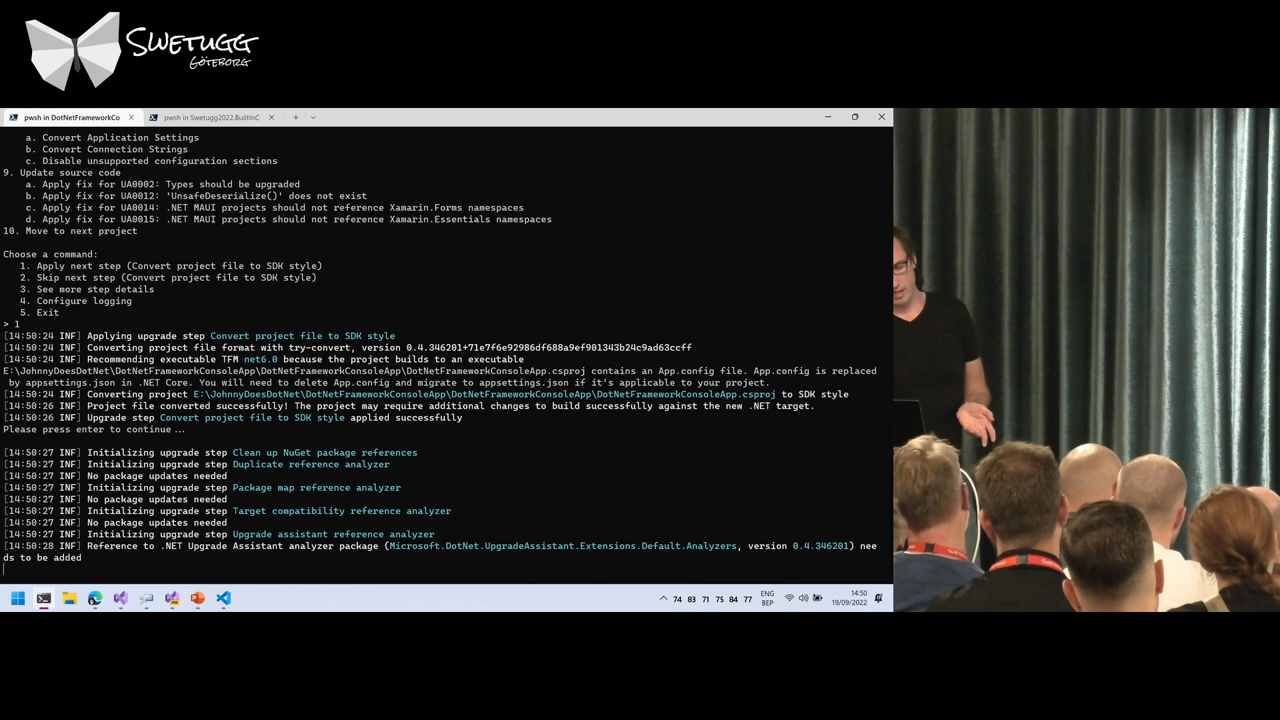 SWETUGG
GÖTEBORG
pwsh in DotNetFrameworkCo
pwsh in Swetugg2022.BuiltInC
a. Convert Application Settings
b. Convert Connection Strings
c. Disable unsupported configuration sections
9. Update source code
a. Apply fix for UA0002: Types should be upgraded
b. Apply fix for UA0012: 'UnsafeDeserialize()' does not exist
c. Apply fix for UA0014: .NET MAUI projects should not reference Xamarin.Forms namespaces
d. Apply fix for UA0015: .NET MAUI projects should not reference Xamarin.Essentials namespaces
10. Move to next project
Choose a command:
1. Apply next step (Convert project file to SDK style)
2. Skip next step (Convert project file to SDK style)
3. See more step details
4. Configure logging
5. Exit
> 1
[14:50:24 INF] Applying upgrade step Convert project file to SDK style
[14:50:24 INF] Converting project file format with try-convert, version 0.4.346201+71e7f6e92986df688a9ef901343b24c9ad63ccff
[14:50:24 INF] Recommending executable TFM net6.0 because the project builds to an executable
E:\JohnnyDoesDotNet\DotNetFrameworkConsoleApp\DotNetFrameworkConsoleApp\DotNetFrameworkConsoleApp.csproj contains an App.config file. App.config is replaced
by appsettings.json in .NET Core. You will need to delete App.config and migrate to appsettings.json if it's applicable to your project.
[14:50:24 INF] Converting project E:\JohnnyDoesDotNet\DotNetFrameworkConsoleApp\DotNetFrameworkConsoleApp\DotNetFrameworkConsoleApp.csproj to SDK style
[14:50:26 INF] Project file converted successfully! The project may require additional changes to build successfully against the new .NET target.
[14:50:26 INF] Upgrade step Convert project file to SDK style applied successfully
Please press enter to continue...
[14:50:27 INF] Initializing upgrade step Clean up NuGet package references
[14:50:27 INF] Initializing upgrade step Duplicate reference analyzer
[14:50:27 INF] No package updates needed
[14:50:27 INF] Initializing upgrade step Package map reference analyzer
[14:50:27 INF] No package updates needed
[14:50:27 INF] Initializing upgrade step Target compatibility reference analyzer
[14:50:27 INF] No package updates needed
[14:50:27 INF] Initializing upgrade step Upgrade assistant reference analyzer
[14:50:28 INF] Reference to .NET Upgrade Assistant analyzer package (Microsoft.DotNet.UpgradeAssistant.Extensions.Default.Analyzers, version 0.4.346201) nee
ds to be added
74 83 71 75 84 77
ENG
BEP
14:50
19/09/2022